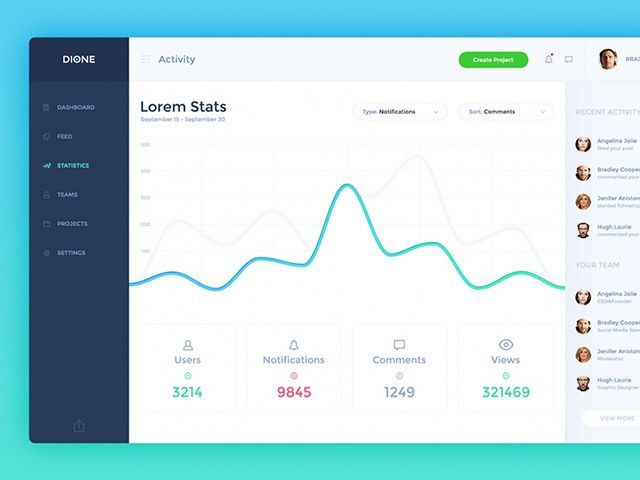 DIONE
Activity
Create Project
BRAD
DASHBOARD
FEED
STATISTICS
TEAMS
PROJECTS
SETTINGS
Lorem Stats
September 15 - September 30
Type: Notifications
Sort: Comments
500
400
300
200
100
Users
3214
Notifications
9845
Comments
1249
Views
321469
RECENT ACTIVITY
Angelina Jolie
liked your post
Bradley Cooper
commented your
Jenifer Aniston
started following
Hugh Laurie
commented your
YOUR TEAM
Angelina Jolie
CEO&Founder
Bradley Cooper
Social Media Spe
Jenifer Aniston
Moderator
Hugh Laurie
Graphic Designer
VIEW MORE